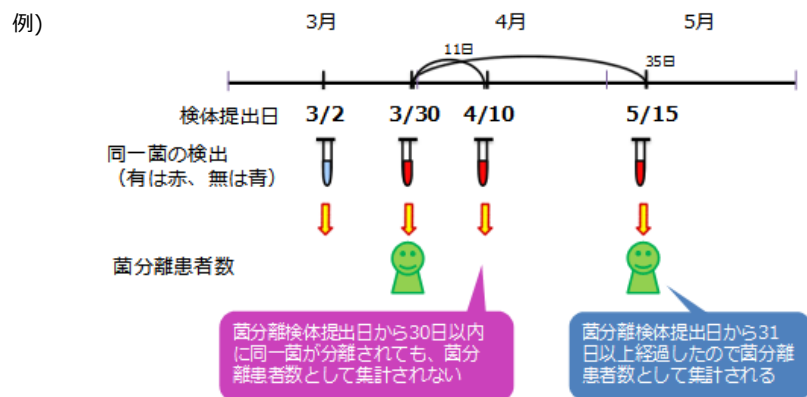 例)
3月 4月 5月
11日 35日
検体提出日 3/2 3/30 4/10 5/15
同一菌の検出
（有は赤、無は青）
菌分離患者数
菌分離検体提出日から30日以内
に同一菌が分離されても、菌分
離患者数として集計されない
菌分離検体提出日から31
日以上経過したので菌分離
患者数として集計される